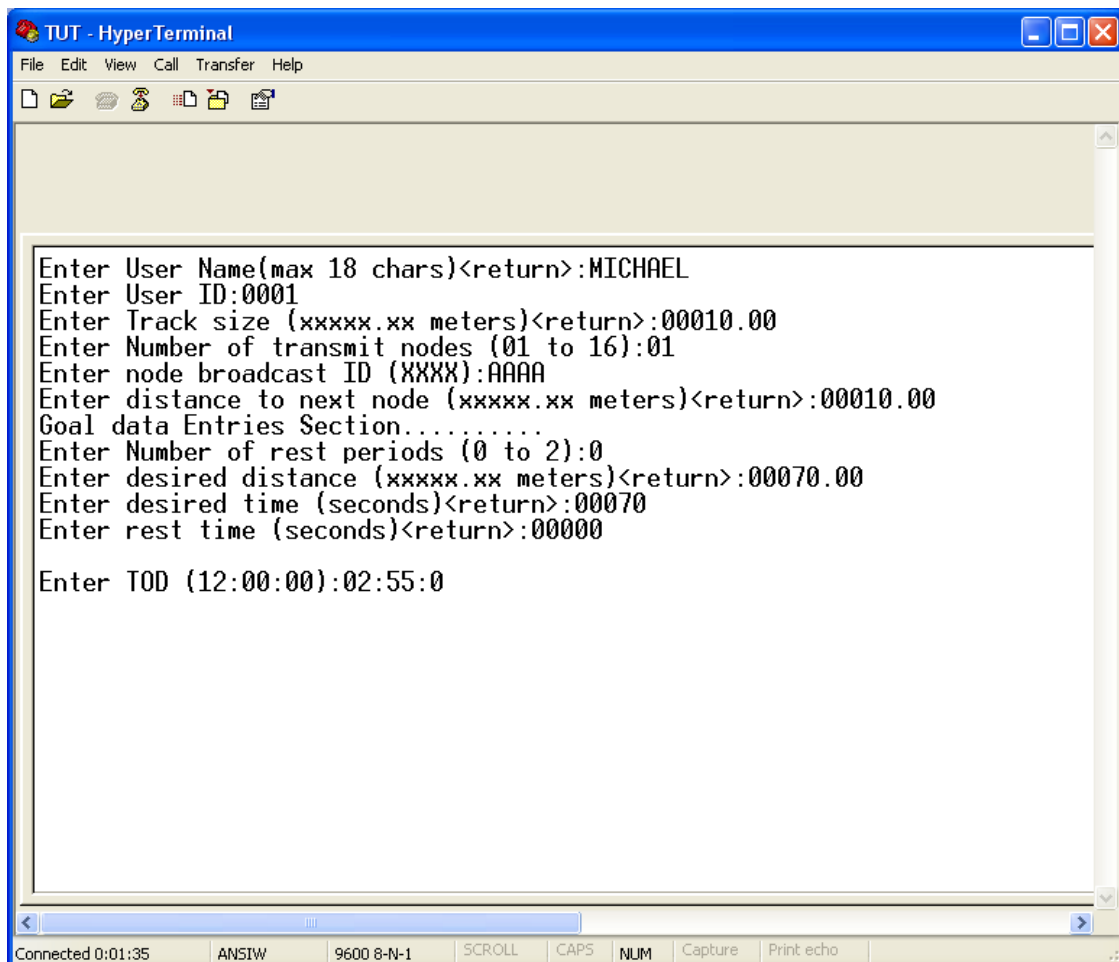 TUT - HyperTerminal
File Edit View Call Transfer Help
Enter User Name(max 18 chars)<return>:MICHAEL
Enter User ID:0001
Enter Track size (xxxxx.xx meters)<return>:00010.00
Enter Number of transmit nodes (01 to 16):01
Enter node broadcast ID (XXXX):AAAA
Enter distance to next node (xxxxx.xx meters)<return>:00010.00
Goal data Entries Section..........
Enter Number of rest periods (0 to 2):0
Enter desired distance (xxxxx.xx meters)<return>:00070.00
Enter desired time (seconds)<return>:00070
Enter rest time (seconds)<return>:00000
Enter TOD (12:00:00):02:55:0
Connected 0:01:35 ANSIW 9600 8-N-1 SCROLL CAPS NUM Capture Print echo